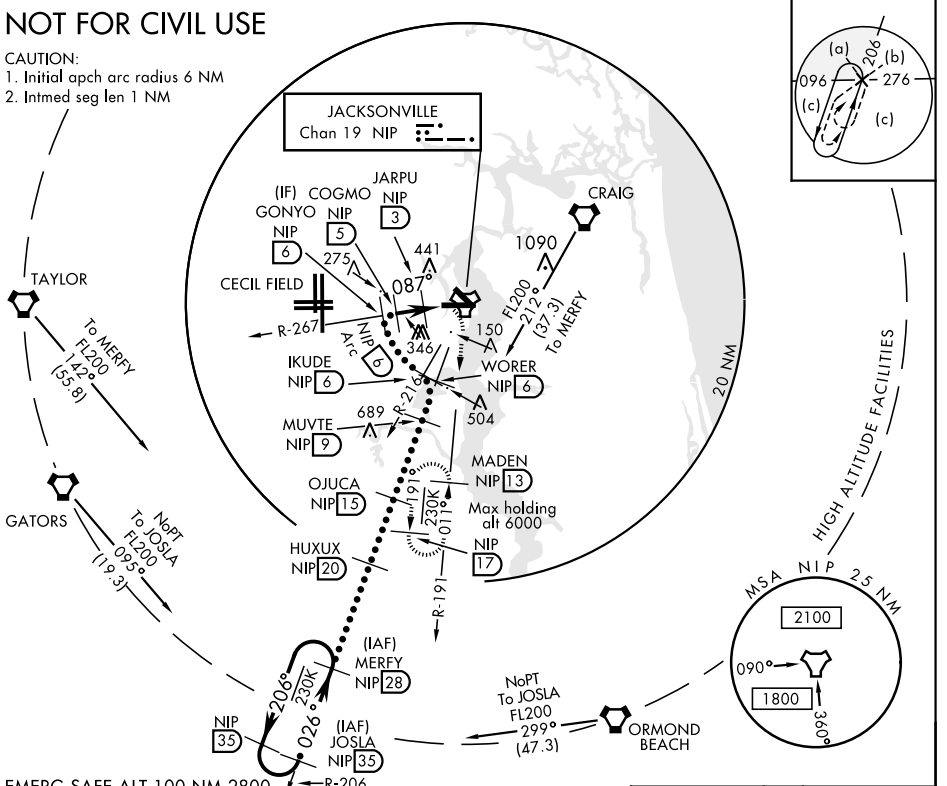 NOT FOR CIVIL USE
CAUTION:
1. Initial apch arc radius 6 NM
2. Intmed seg len 1 NM
(a)
206
(b)
096
276
(c)
(c)
JACKSONVILLE
Chan 19 NIP
JARPU
NIP
3
(IF)
GONYO
NIP
6
COGMO
NIP
5
CRAIG
1090
441
275
087°
CECIL FIELD
FL200
212°
(37.3)
To MERFY
TAYLOR
R-267
NIP
6
Arc
346
150
To MERFY
FL200
142°
(55.8)
IKUDE
NIP 6
WORER
NIP 6
R-216
504
20 NM
MUVTE
NIP 9
689
HIGH ALTITUDE FACILITIES
MADEN
NIP 13
OJUCA
NIP 15
191°
230K
011°
Max holding
alt 6000
NIP
17
GATORS
NoPT
To JOSLA
FL200
095°
(19.3)
HUXUX
NIP 20
R-191
MSA NIP 25 NM
2100
090°
1800
360°
(IAF)
MERFY
NIP 28
206°
230K
026°
NIP
35
(IAF)
JOSLA
NIP 35
NoPT
To JOSLA
FL200
299°
(47.3)
ORMOND
BEACH
EMERG SAFE ALT 100 NM 2800
R-206